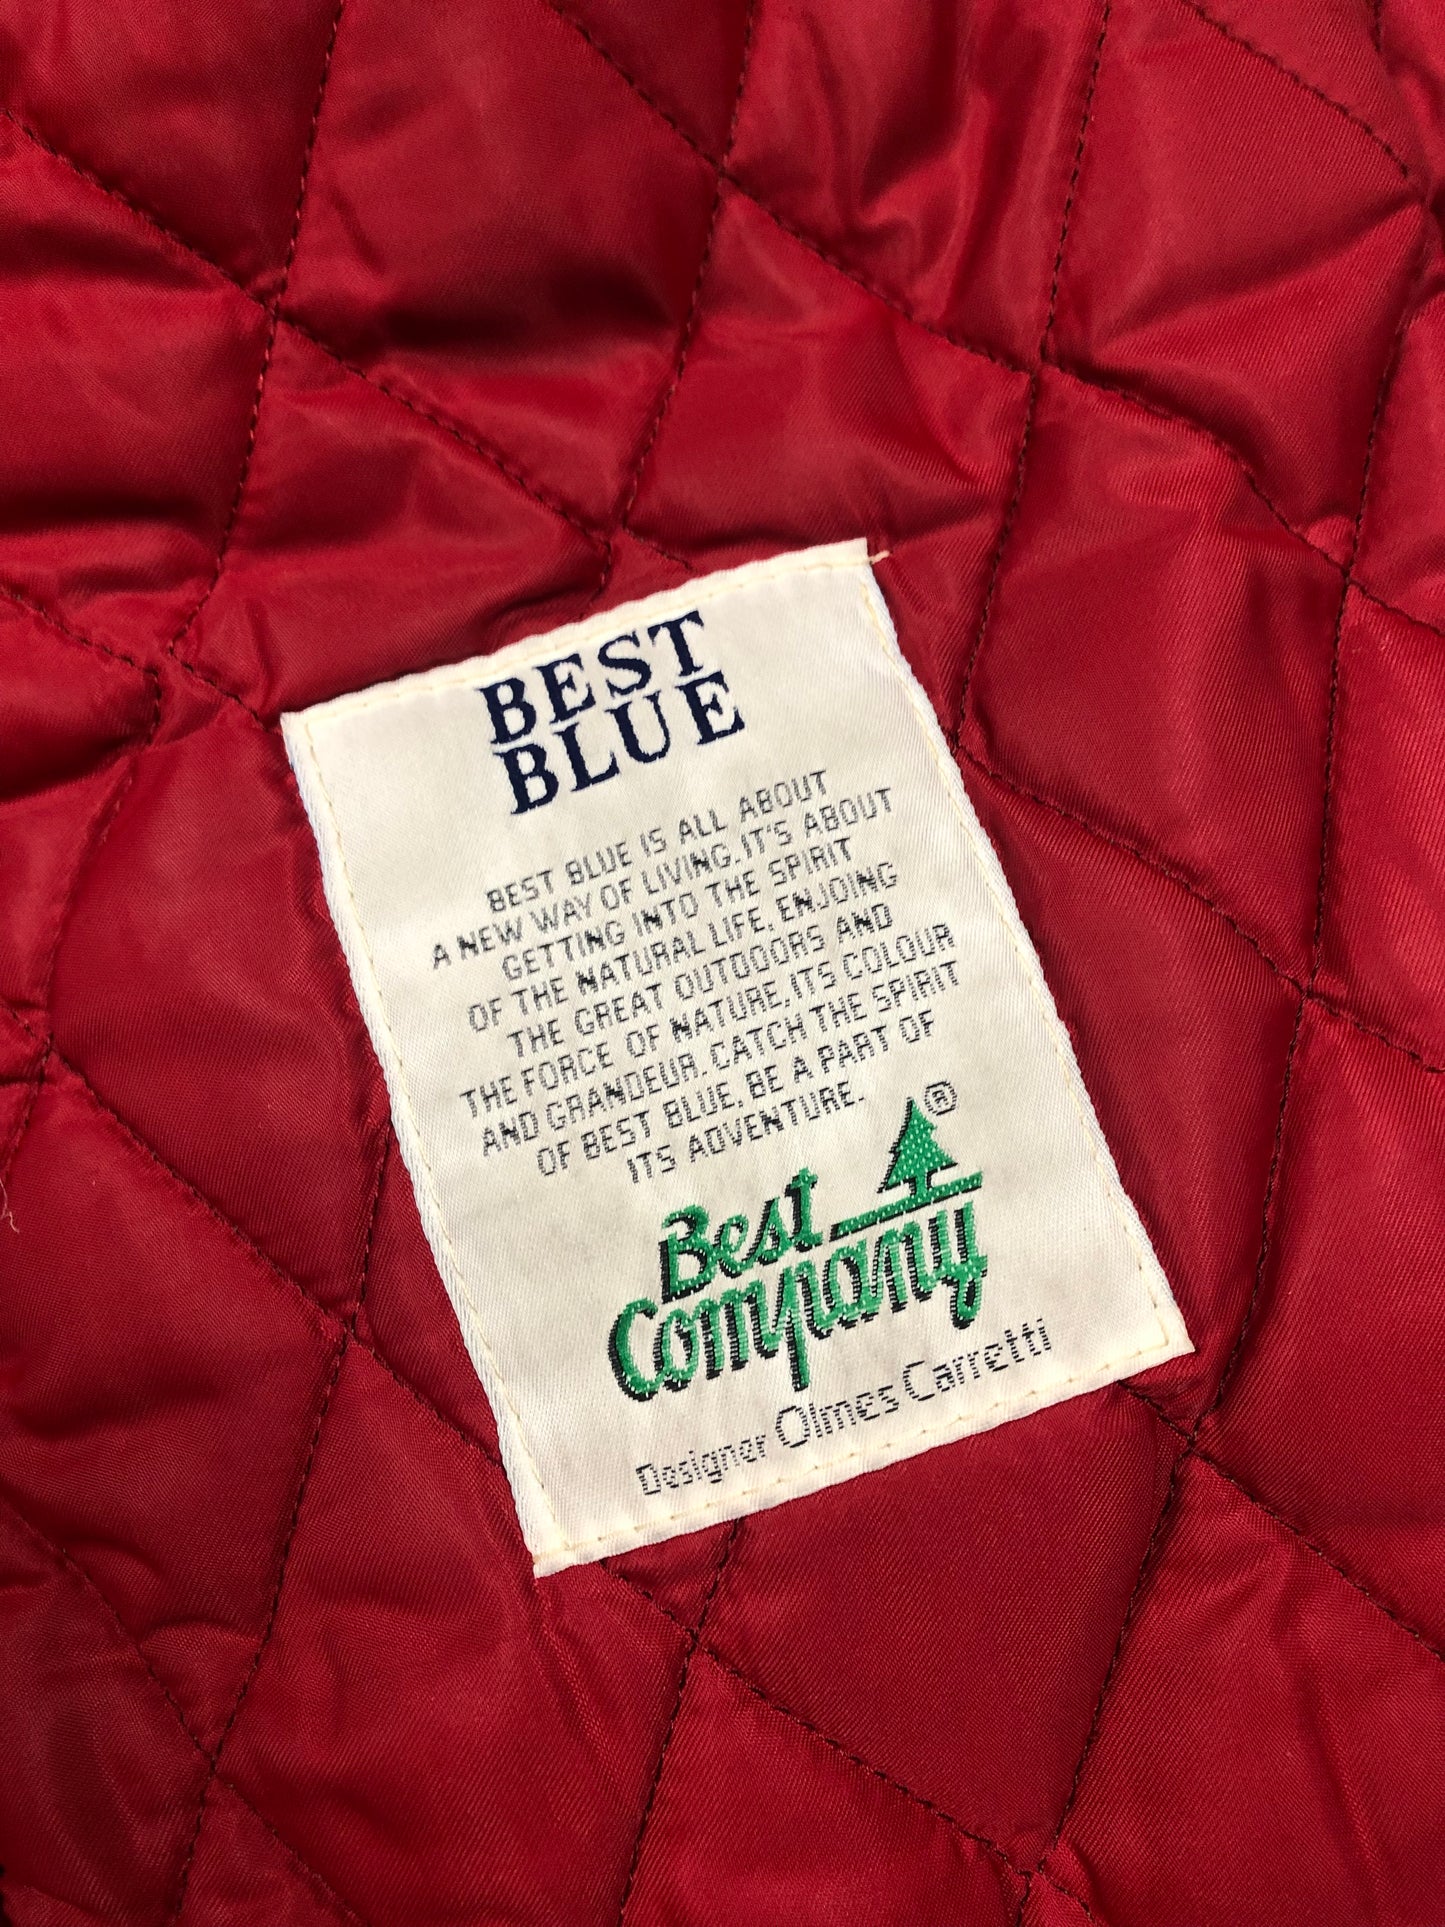 BEST
BLUE
BEST BLUE IS ALL ABOUT
A NEW WAY OF LIVING. IT'S ABOUT
GETTING INTO THE SPIRIT
OF THE NATURAL LIFE, ENJOING
THE GREAT OUTDOORS AND
THE FORCE OF NATURE, ITS COLOUR
AND GRANDEUR. CATCH THE SPIRIT
OF BEST BLUE. BE A PART OF
ITS ADVENTURE.
®
Best
Company
Designer Olmes Carretti